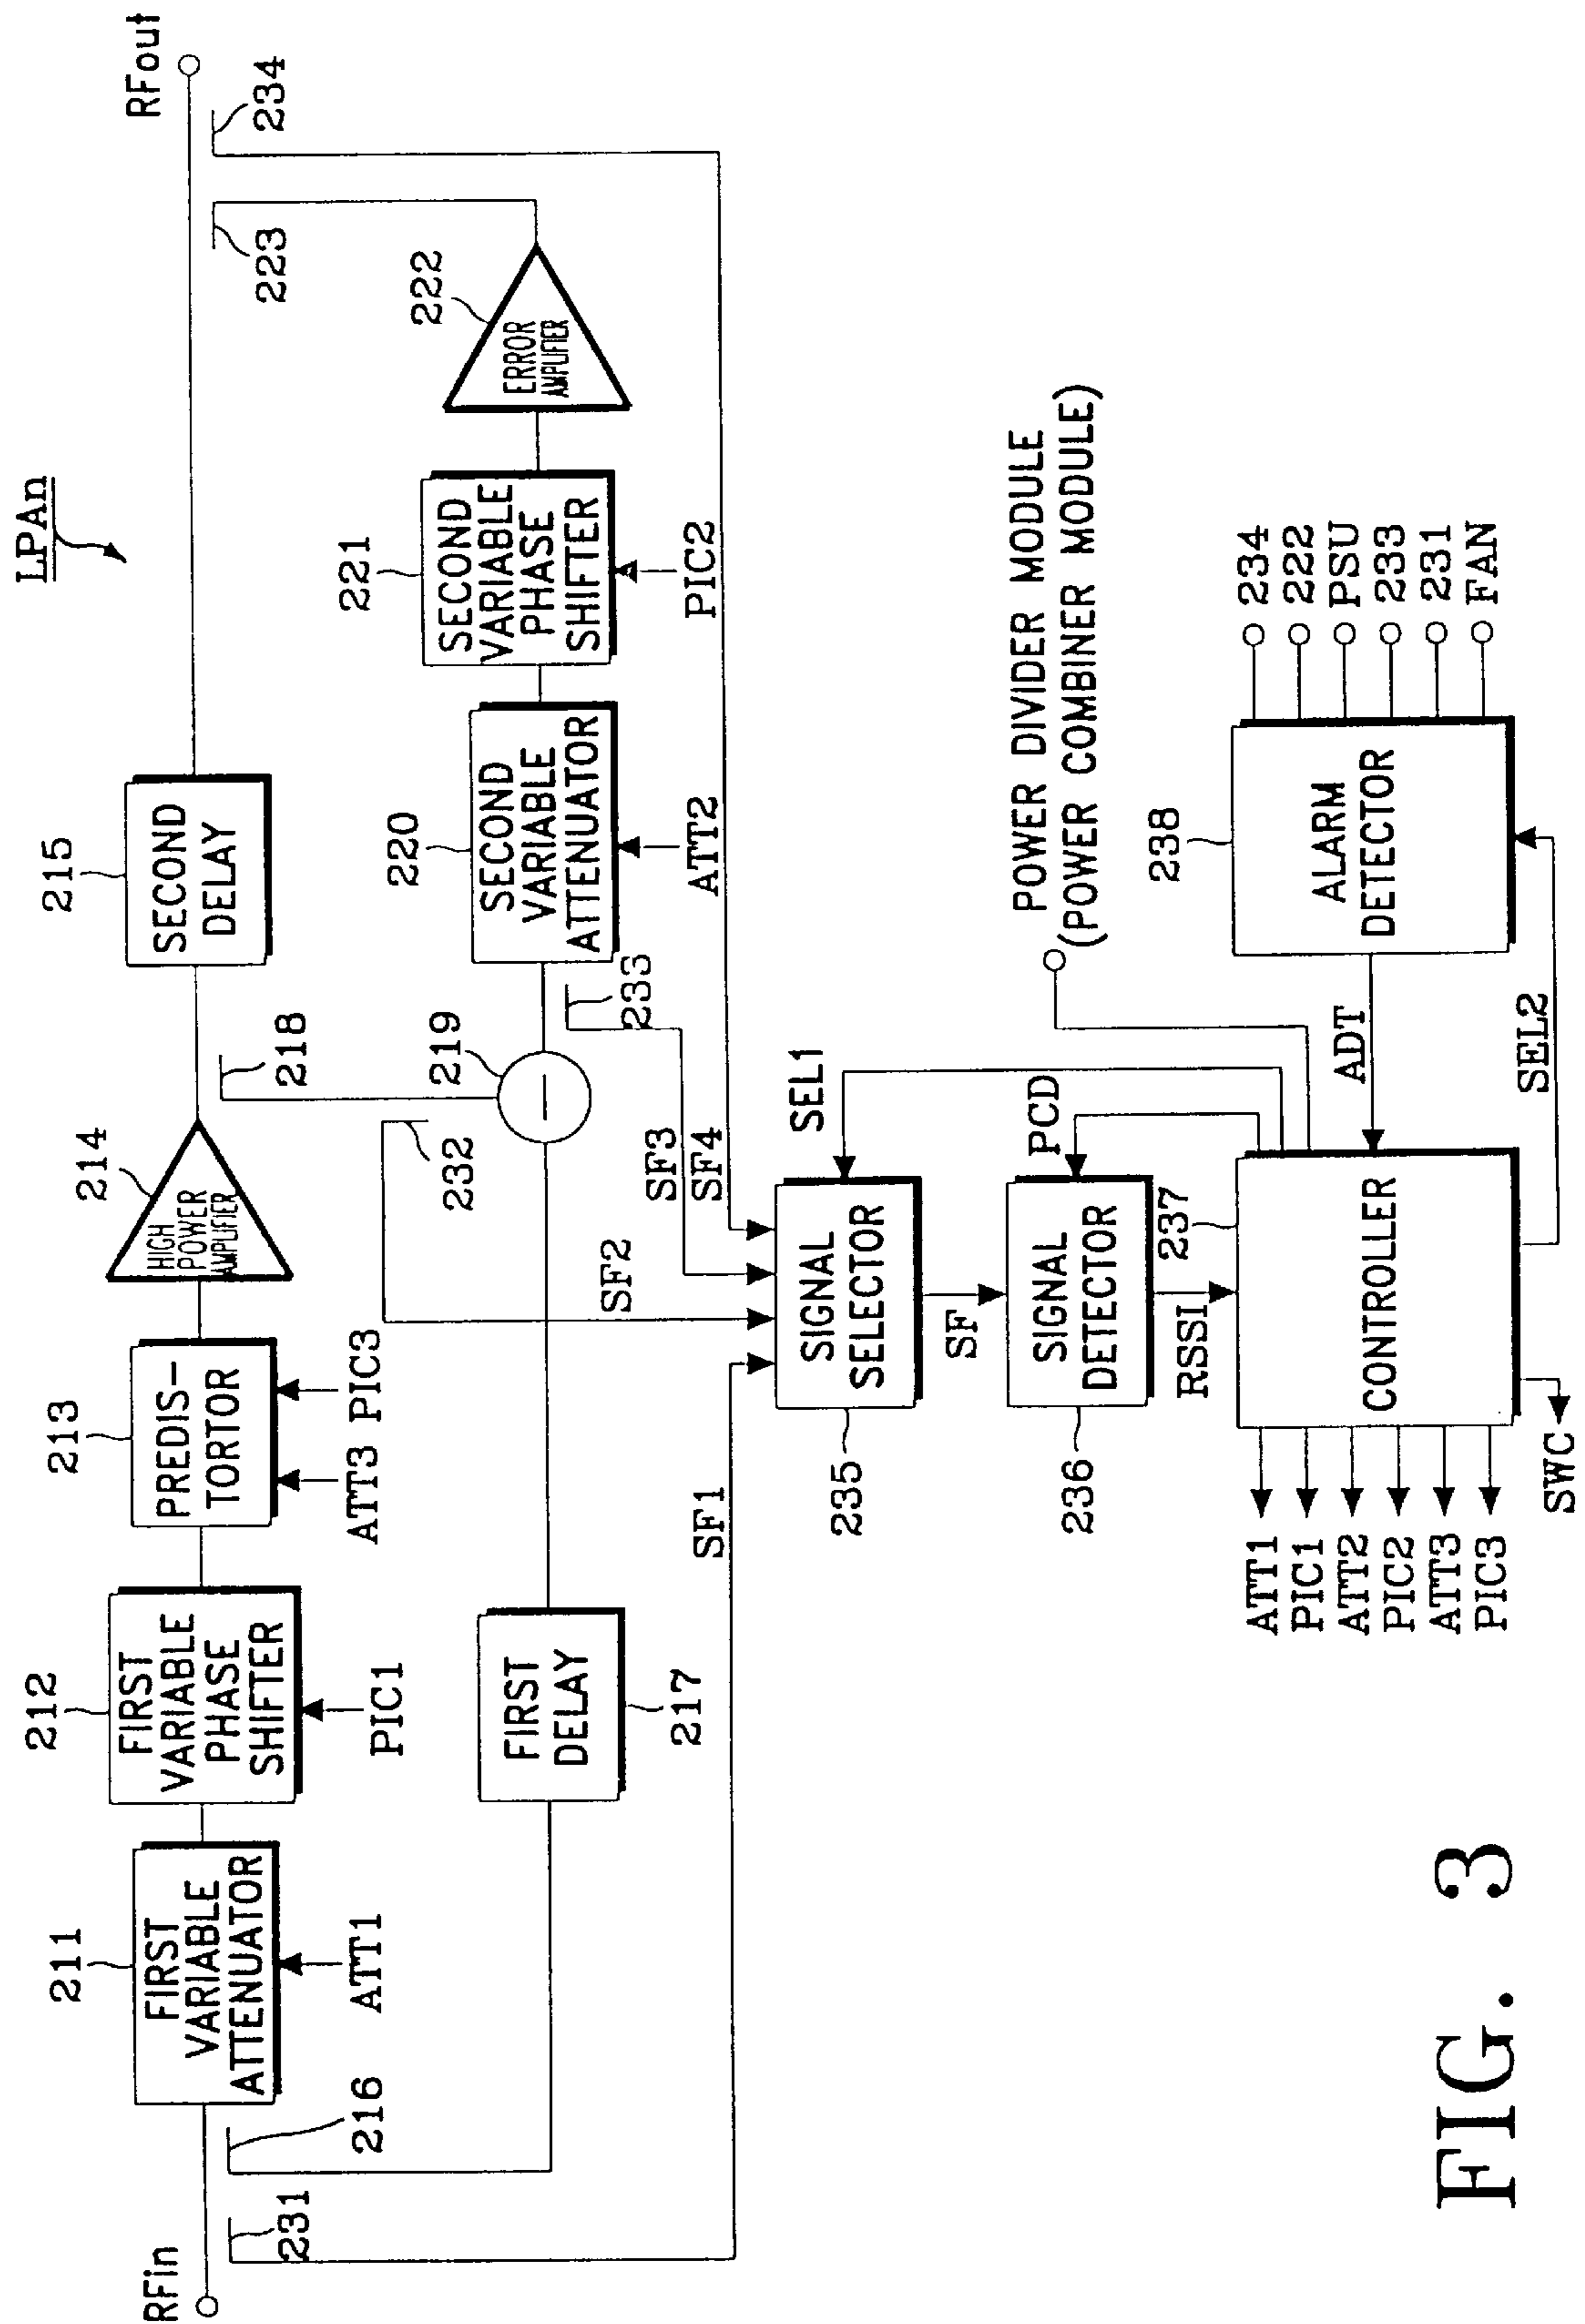 LPAn
RFin
RFout
231
216
211
FIRST
VARIABLE
ATTENUATOR
ATT1
212
FIRST
VARIABLE
PHASE
SHIFTER
PIC1
213
PREDIS-
TORTOR
ATT3
PIC3
214
HIGH
POWER
AMPLIFIER
218
215
SECOND
DELAY
223
234
217
FIRST
DELAY
232
219
–
233
220
SECOND
VARIABLE
ATTENUATOR
ATT2
221
SECOND
VARIABLE
PHASE
SHIFTER
PIC2
222
ERROR
AMPLIFIER
SF1
SF2
SF3
SF4
235
SIGNAL
SELECTOR
SEL1
SF
236
SIGNAL
DETECTOR
PCD
RSSI
237
CONTROLLER
POWER DIVIDER MODULE
(POWER COMBINER MODULE)
ATT1
PIC1
ATT2
PIC2
ATT3
PIC3
SWC
ADT
SEL2
238
ALARM
DETECTOR
234
222
PSU
233
231
FAN
FIG. 3